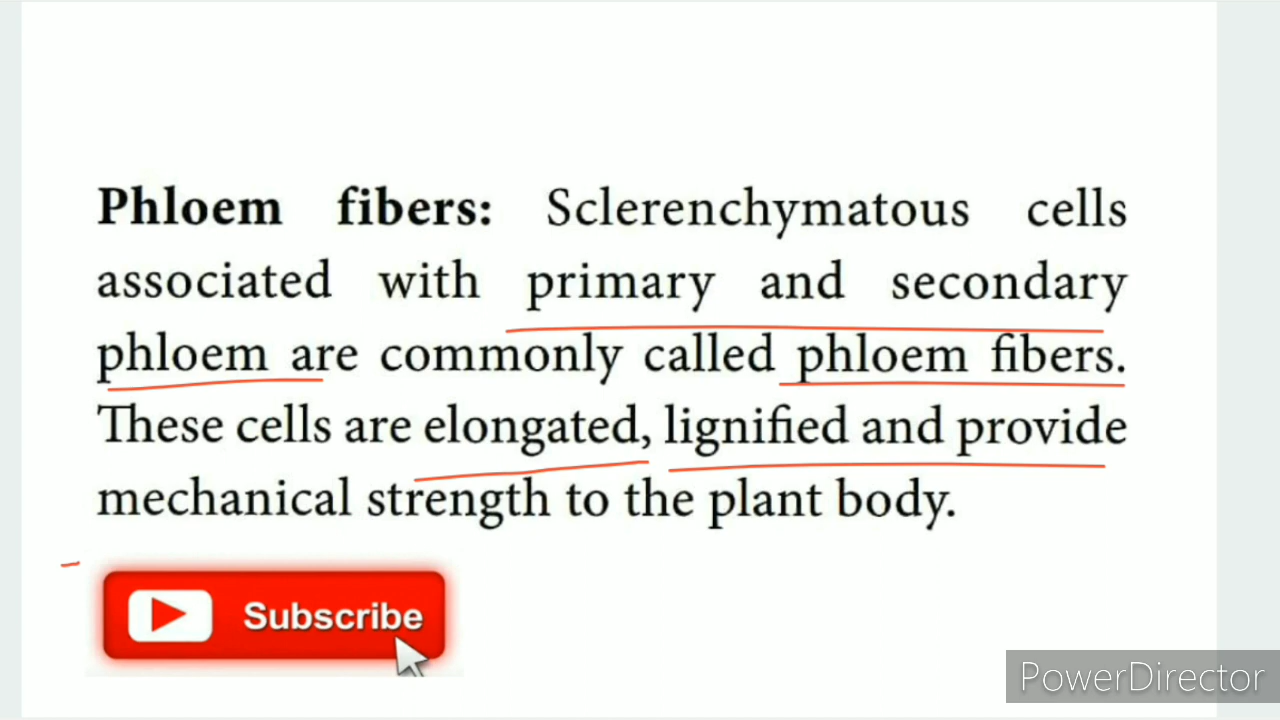 Phloem fibers: Sclerenchymatous cells
associated with primary and secondary
phloem are commonly called phloem fibers.
These cells are elongated, lignified and provide
mechanical strength to the plant body.
Subscribe
PowerDirector